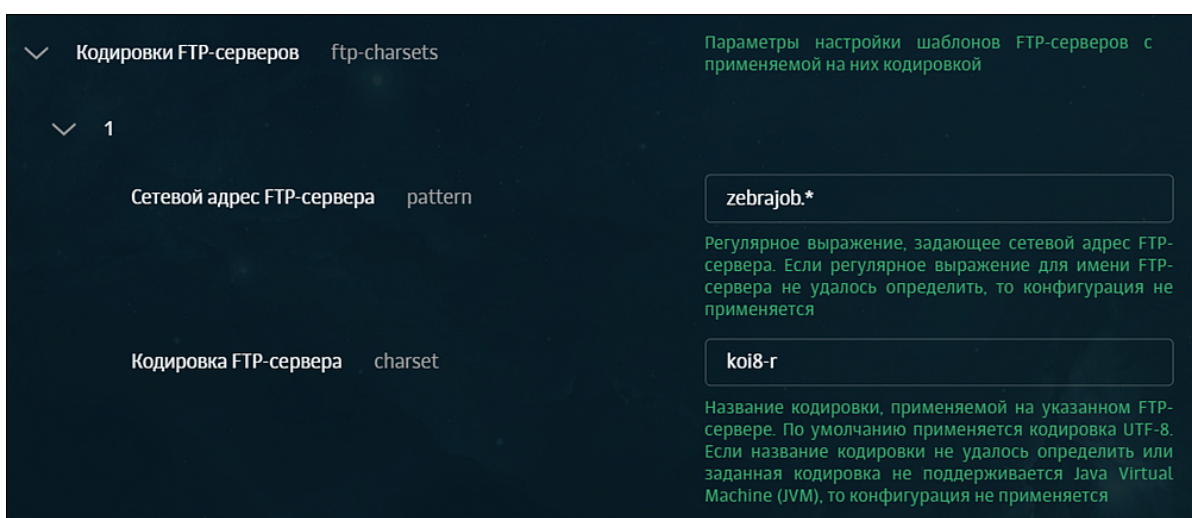 Кодировки FTP-серверов ftp-charsets
Параметры настройки шаблонов FTP-серверов с
применяемой на них кодировкой
1
Сетевой адрес FTP-сервера pattern
zebrajob.*
Регулярное выражение, задающее сетевой адрес FTP-
сервера. Если регулярное выражение для имени FTP-
сервера не удалось определить, то конфигурация не
применяется
Кодировка FTP-сервера charset
koi8-r
Название кодировки, применяемой на указанном FTP-
сервере. По умолчанию применяется кодировка UTF-8.
Если название кодировки не удалось определить или
заданная кодировка не поддерживается Java Virtual
Machine (JVM), то конфигурация не применяется